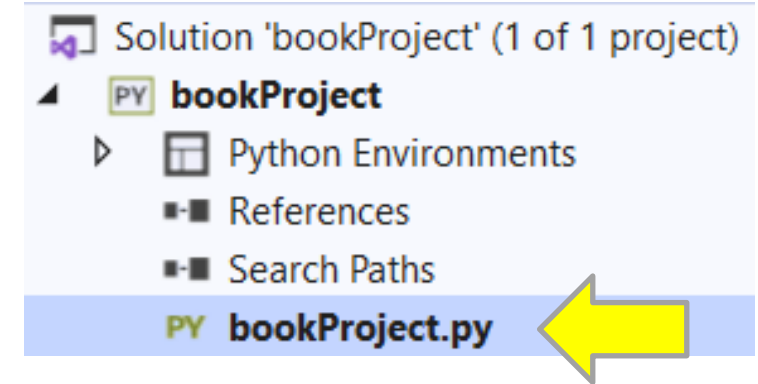 Solution 'bookProject' (1 of 1 project)
PY bookProject
Python Environments
References
Search Paths
PY bookProject.py